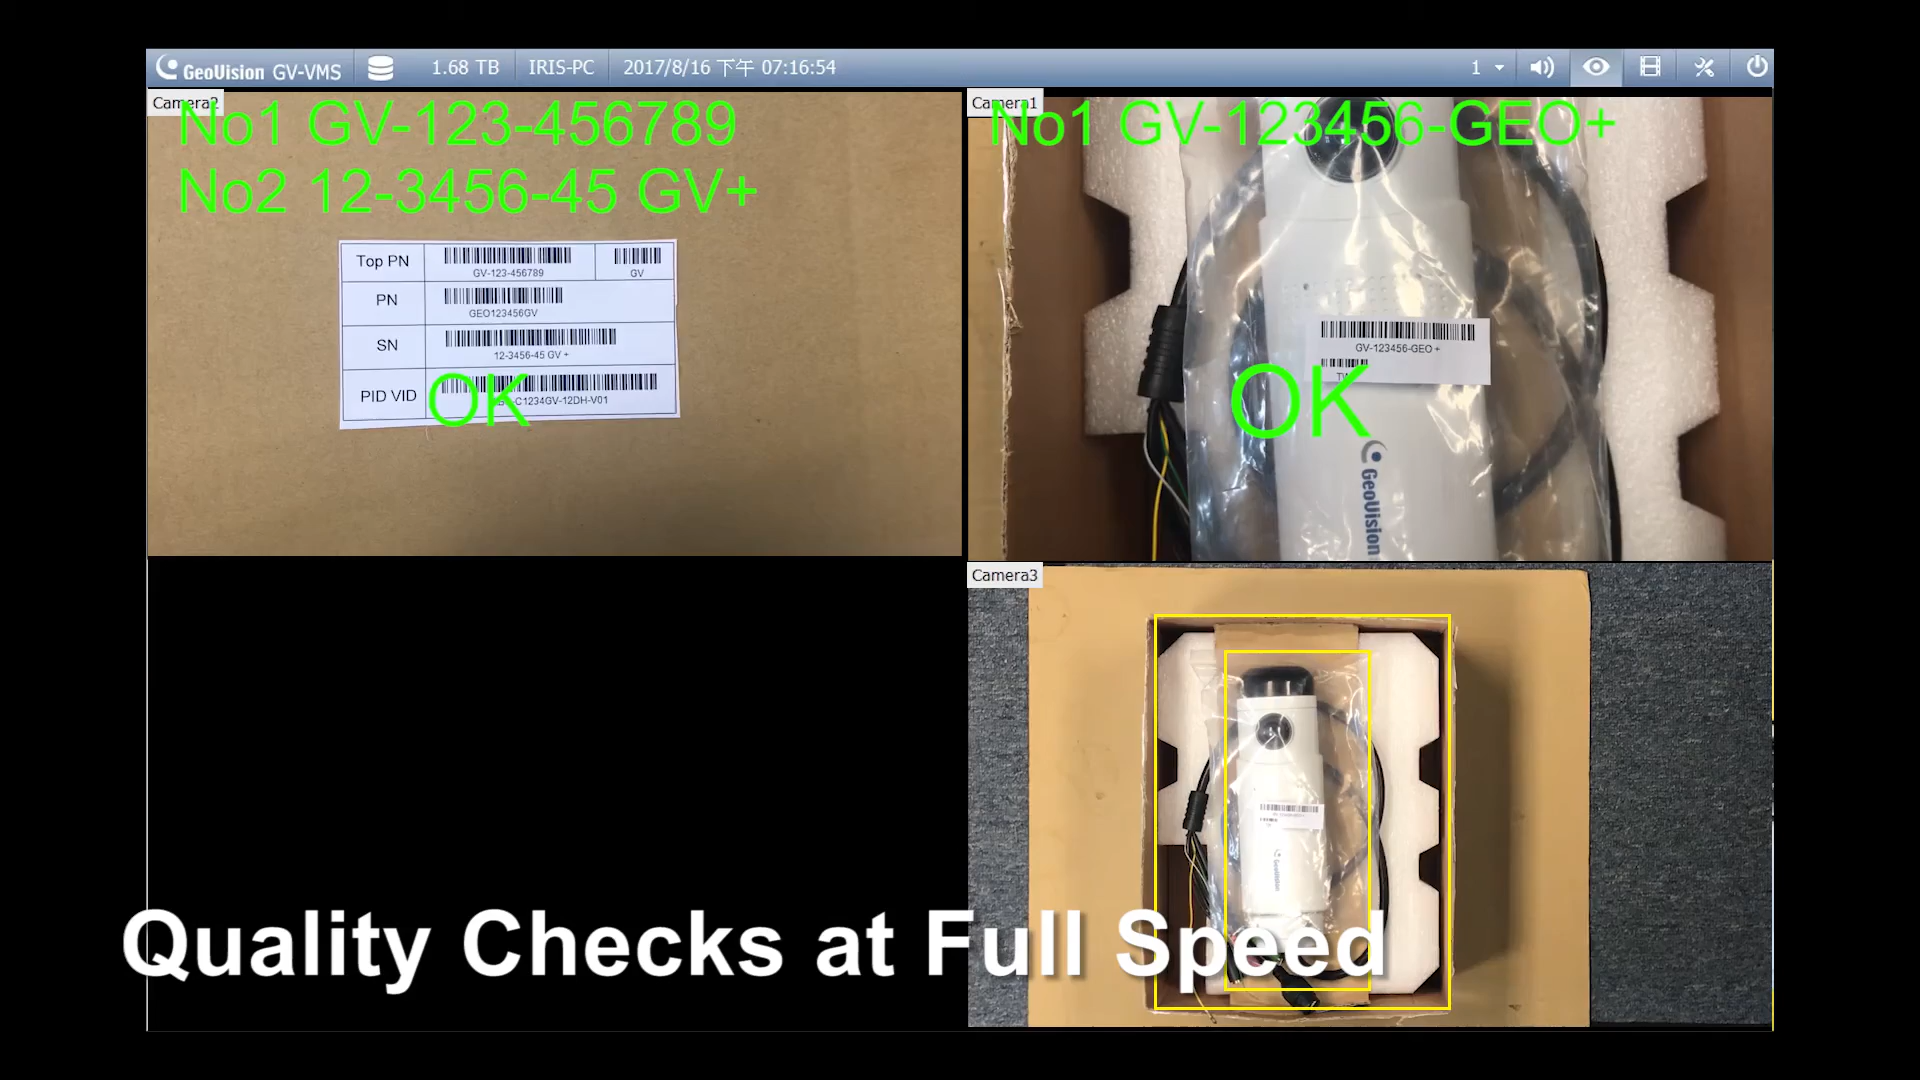 GeoVision GV-VMS 1.68 TB IRIS-PC 2017/8/16 下午 07:16:54 1
Camera2
No1 GV-123-456789
No2 12-3456-45 GV+
Top PN
GV-123-456789
GV
PN
GEO123456GV
SN
12-3456-45 GV +
PID VID
C1234GV-12DH-V01
OK
Camera1
No1 GV-123456-GEO+
GV-123456-GEO +
OK
GeoVision
Camera3
GeoVision
Quality Checks at Full Speed